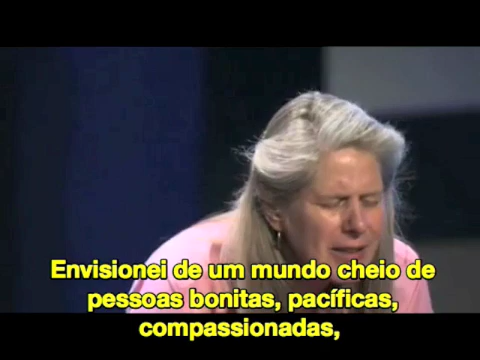 Envisionei de um mundo cheio de
pessoas bonitas, pacíficas,
compassionadas,